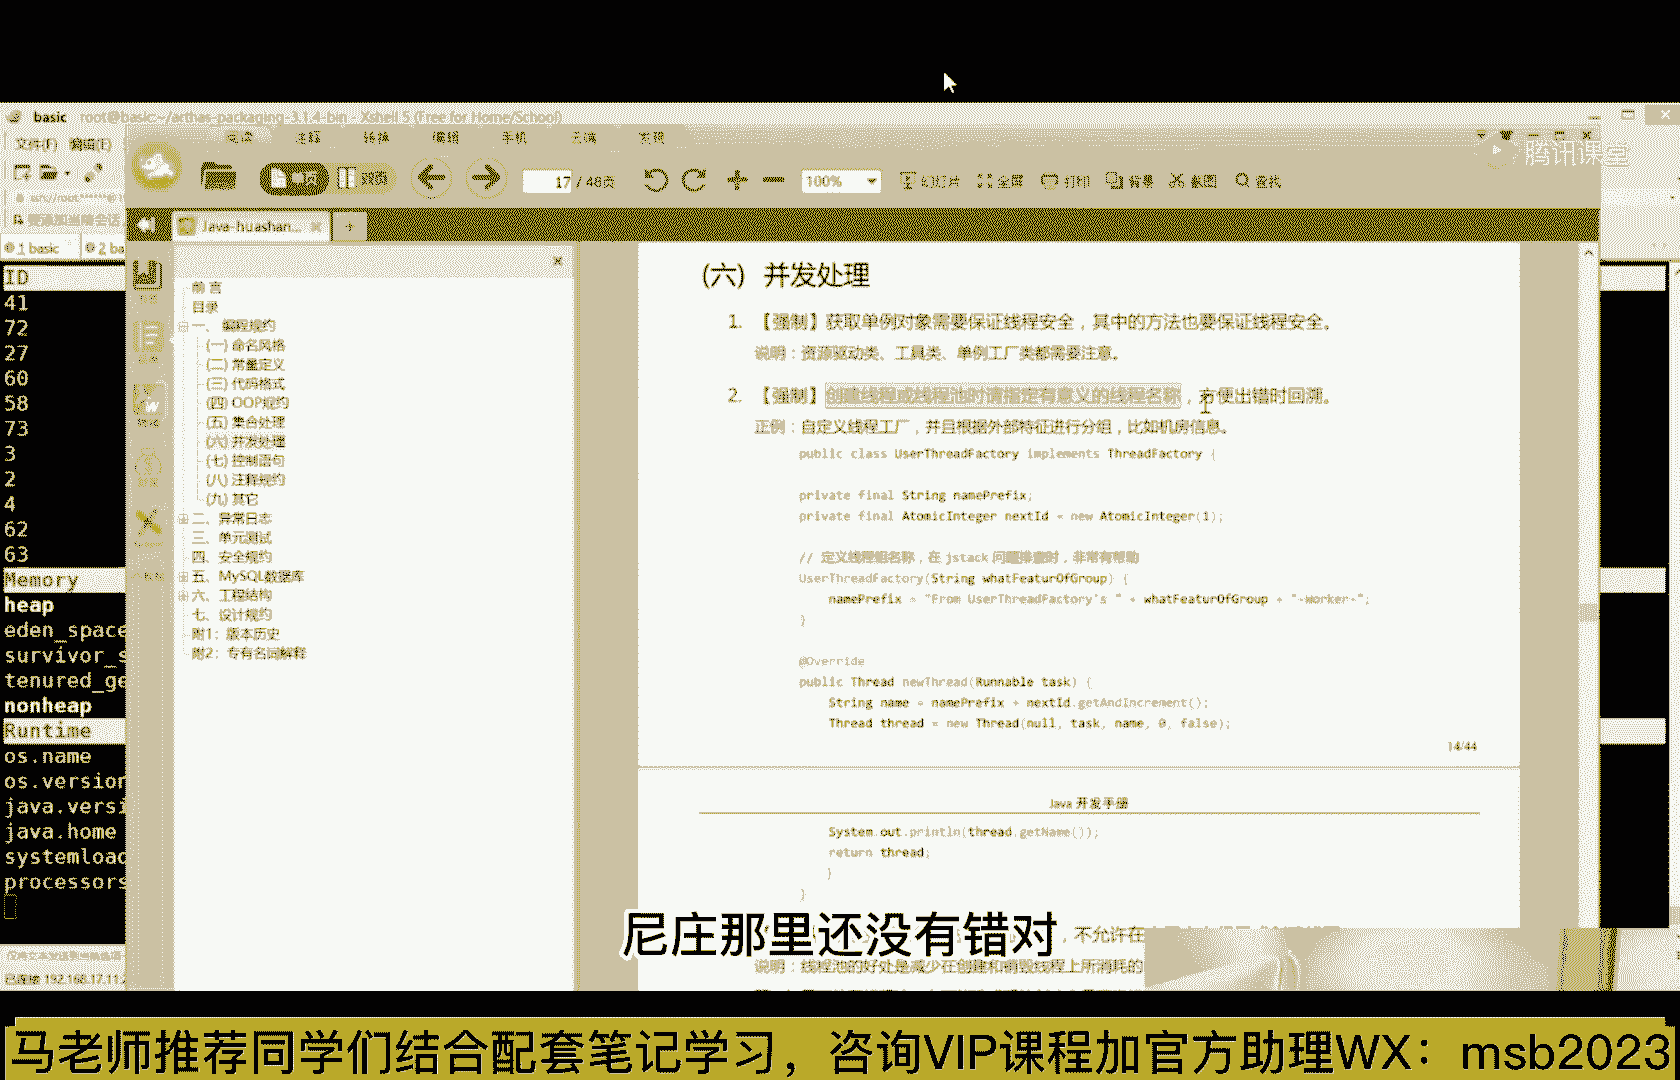 basic root@basic:~/arthas-packaging-3.1.4-bin - Xshell 5 (Free for Home/School)
文件(F) 编辑(E)
阅读 注释 转换 编辑 手机 云端 发现
腾讯课堂
单页 双页 17 / 48页 100% 幻灯片 全屏 打印 背景 截图 查找
Java-huashan...
1 basic 2 ba
ID
41
72
27
60
58
73
3
2
4
62
63
Memory
heap
eden_space
survivor_s
tenured_ge
nonheap
Runtime
os.name
os.version
java.versi
java.home
systemload
processors
已连接 192.168.17.11:2
前 言
目录
一、编程规约
(一) 命名风格
(二) 常量定义
(三) 代码格式
(四) OOP规约
(五) 集合处理
(六) 并发处理
(七) 控制语句
(八) 注释规约
(九) 其它
二、异常日志
三、单元测试
四、安全规约
五、MySQL数据库
六、工程结构
七、设计规约
附1：版本历史
附2：专有名词解释
(六) 并发处理
1. 【强制】获取单例对象需要保证线程安全，其中的方法也要保证线程安全。
说明：资源驱动类、工具类、单例工厂类都需要注意。
2. 【强制】创建线程或线程池时请指定有意义的线程名称，方便出错时回溯。
正例：自定义线程工厂，并且根据外部特征进行分组，比如机房信息。
public class UserThreadFactory implements ThreadFactory {
private final String namePrefix;
private final AtomicInteger nextId = new AtomicInteger(1);
// 定义线程组名称，在 jstack 问题排查时，非常有帮助
UserThreadFactory(String whatFeaturOfGroup) {
namePrefix = "From UserThreadFactory's " + whatFeaturOfGroup + "-Worker-";
}
@Override
public Thread newThread(Runnable task) {
String name = namePrefix + nextId.getAndIncrement();
Thread thread = new Thread(null, task, name, 0, false);
14/44
Java 开发手册
System.out.println(thread.getName());
return thread;
}
}
不允许在
说明：线程池的好处是减少在创建和销毁线程上所消耗的
尼庄那里还没有错对
马老师推荐同学们结合配套笔记学习，咨询VIP课程加官方助理WX：msb2023